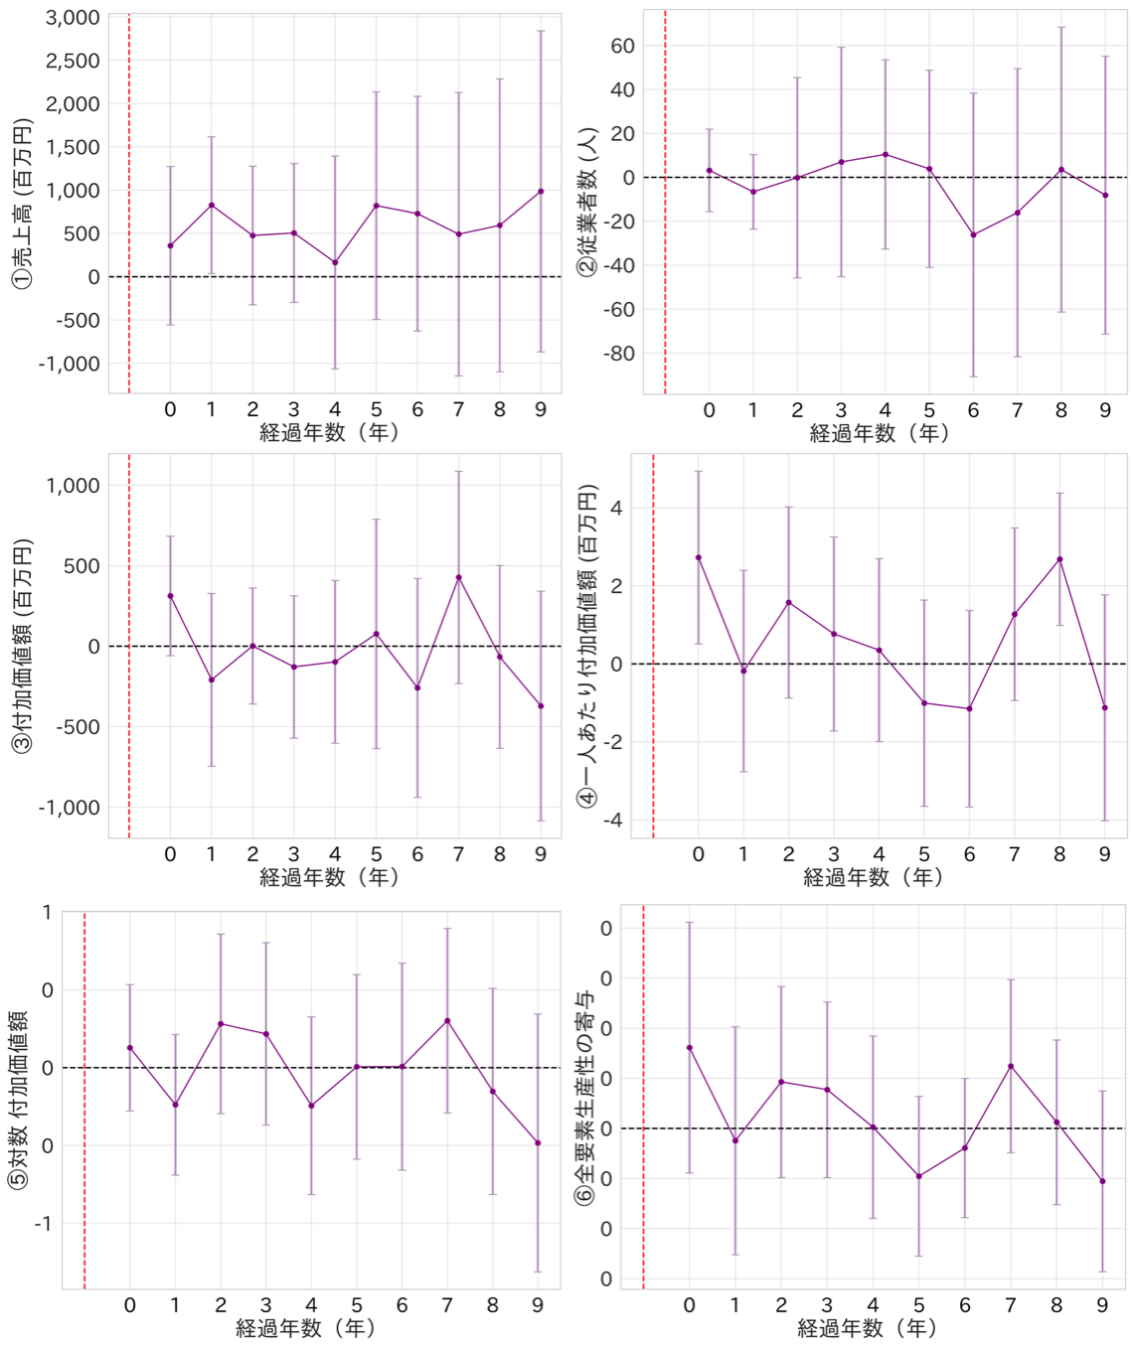 ①売上高 (百万円)
3,000
2,500
2,000
1,500
1,000
500
0
-500
-1,000
0 1 2 3 4 5 6 7 8 9
経過年数（年）
②従業者数 (人)
60
40
20
0
-20
-40
-60
-80
0 1 2 3 4 5 6 7 8 9
経過年数（年）
③付加価値額 (百万円)
1,000
500
0
-500
-1,000
0 1 2 3 4 5 6 7 8 9
経過年数（年）
④一人あたり付加価値額 (百万円)
4
2
0
-2
-4
0 1 2 3 4 5 6 7 8 9
経過年数（年）
⑤対数 付加価値額
1
0
0
0
-1
0 1 2 3 4 5 6 7 8 9
経過年数（年）
⑥全要素生産性の寄与
0
0
0
0
0
0
0
0
0 1 2 3 4 5 6 7 8 9
経過年数（年）